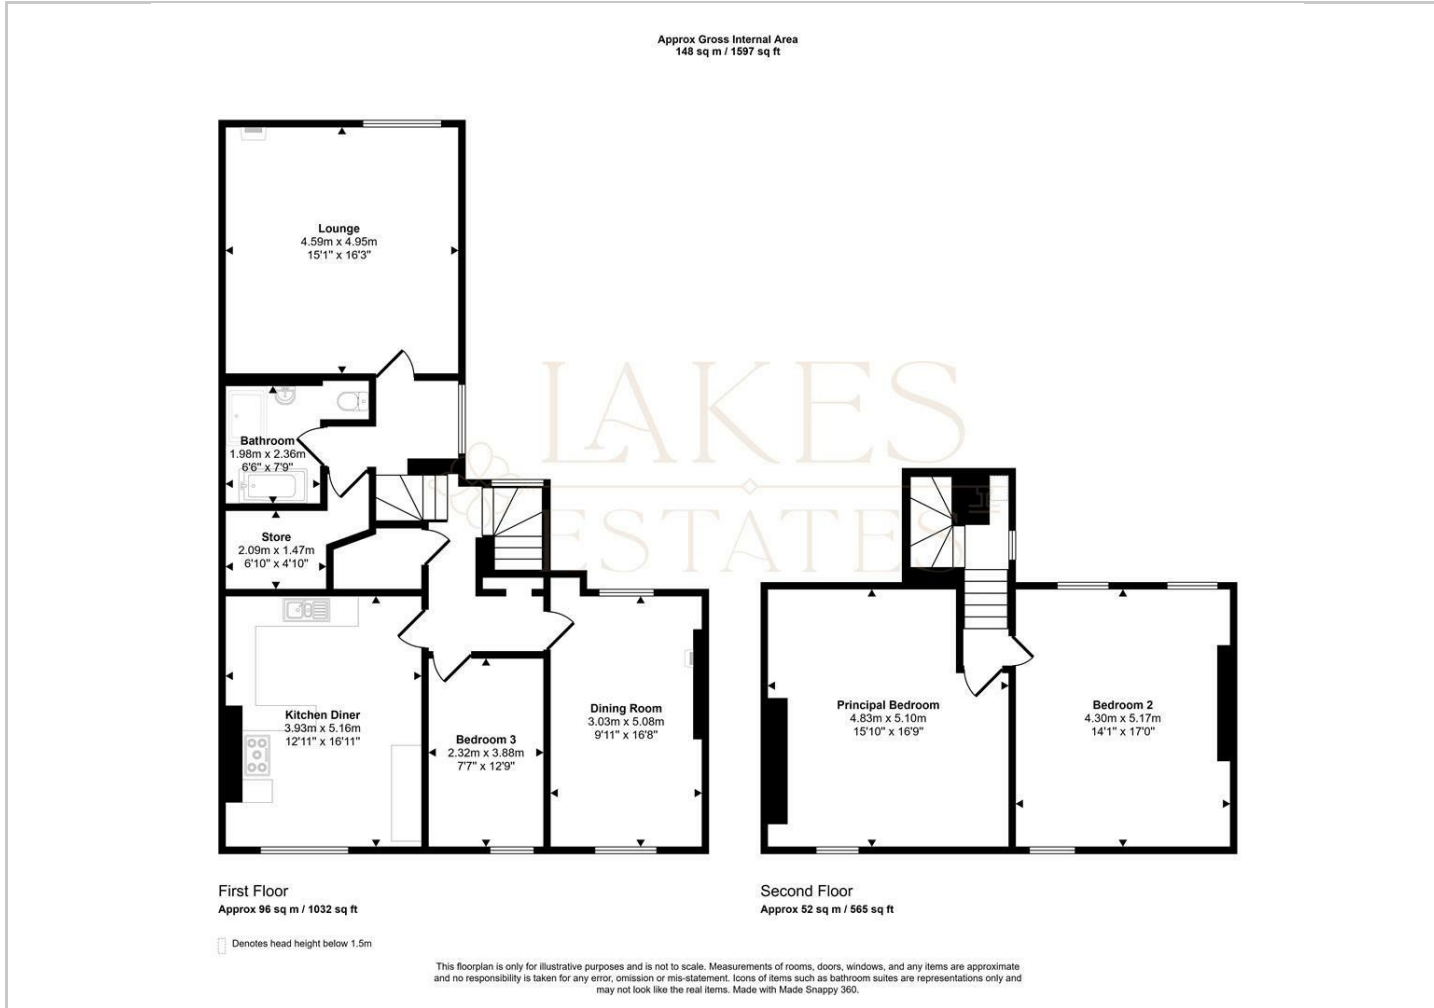 Approx Gross Internal Area
148 sq m / 1597 sq ft
Lounge
4.59m x 4.95m
15'1" x 16'3"
LAKES
ESTATES
Bathroom
1.98m x 2.36m
6'6" x 7'9"
Store
2.09m x 1.47m
6'10" x 4'10"
Kitchen Diner
3.93m x 5.16m
12'11" x 16'11"
Bedroom 3
2.32m x 3.88m
7'7" x 12'9"
Dining Room
3.03m x 5.08m
9'11" x 16'8"
Principal Bedroom
4.83m x 5.10m
15'10" x 16'9"
Bedroom 2
4.30m x 5.17m
14'1" x 17'0"
First Floor
Approx 96 sq m / 1032 sq ft
Second Floor
Approx 52 sq m / 565 sq ft
Denotes head height below 1.5m
This floorplan is only for illustrative purposes and is not to scale. Measurements of rooms, doors, windows, and any items are approximate
and no responsibility is taken for any error, omission or mis-statement. Icons of items such as bathroom suites are representations only and
may not look like the real items. Made with Made Snappy 360.